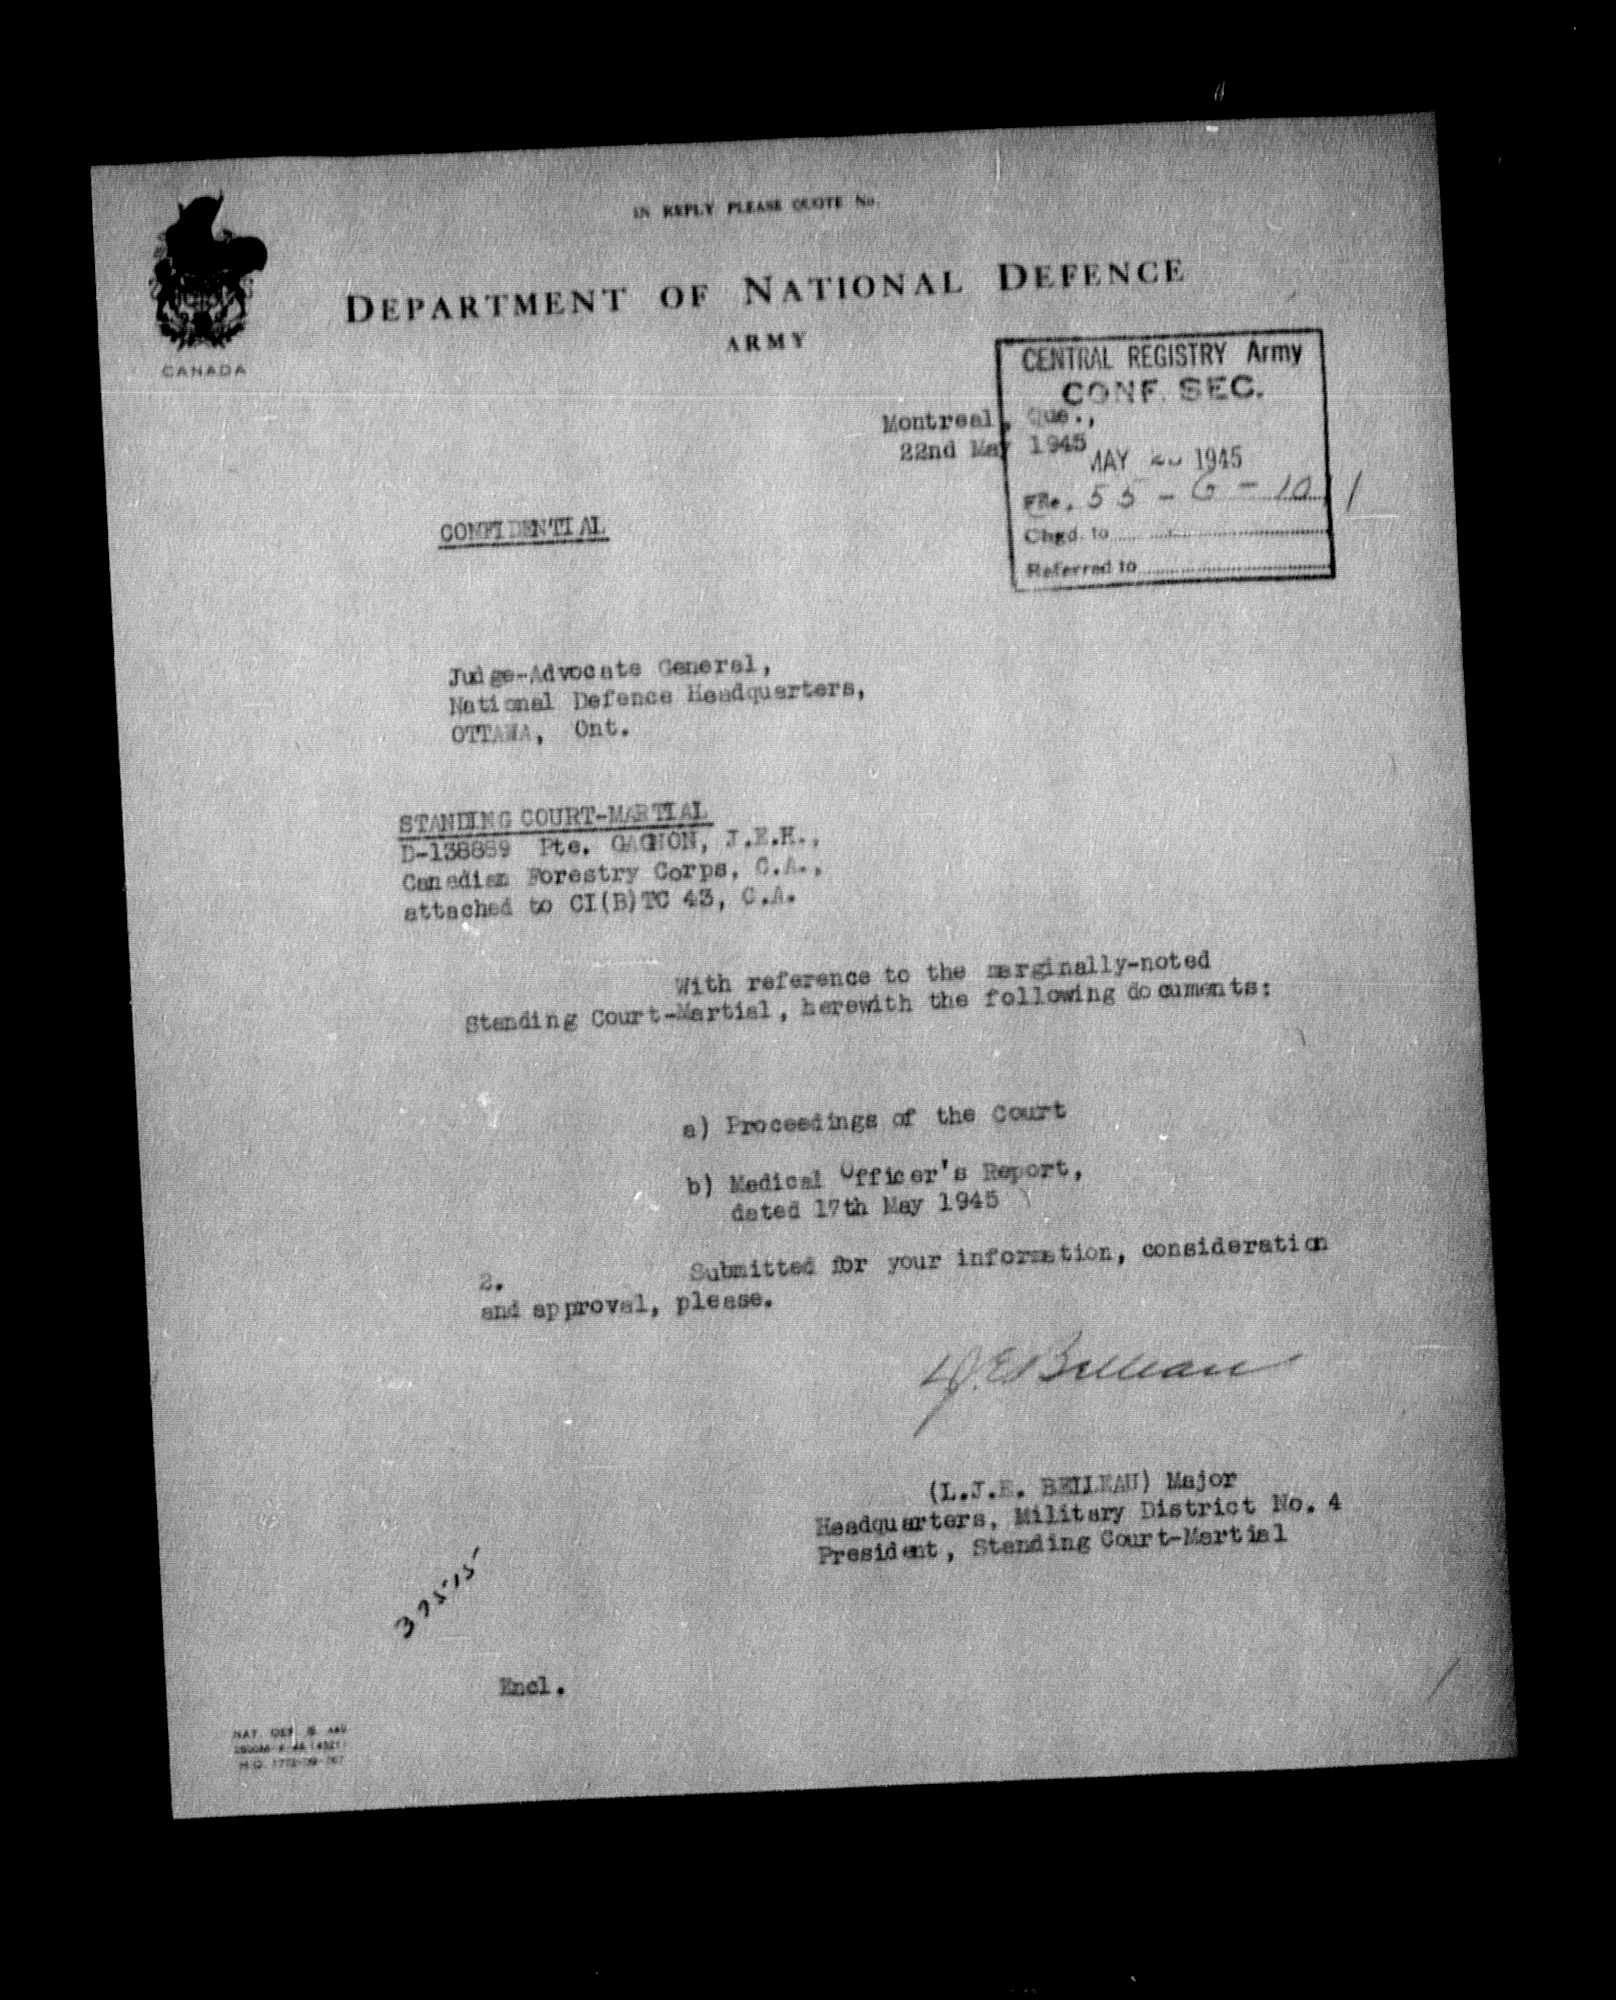 IN REPLY PLEASE QUOTE No.
DEPARTMENT OF NATIONAL DEFENCE
ARMY
CANADA
CENTRAL REGISTRY Army
CONF. SEC.
Montreal, Que.,
22nd May 1945
MAY 1945
File. 55-G-10
Chgd. to
Referred to
CONFIDENTIAL
Judge-Advocate General,
National Defence Headquarters,
OTTAWA, Ont.
STANDING COURT-MARTIAL
D-138889 Pte. GAGNON, J.E.H.,
Canadian Forestry Corps, C.A.,
attached to CI(B)TC 43, C.A.
With reference to the marginally-noted
Standing Court-Martial, herewith the following documents:
a) Proceedings of the Court
b) Medical Officer's Report,
dated 17th May 1945
2. Submitted for your information, consideration
and approval, please.
(L.J.E. BELLEAU) Major
Headquarters, Military District No. 4
President, Standing Court-Martial
Encl.
NAT. DEF.